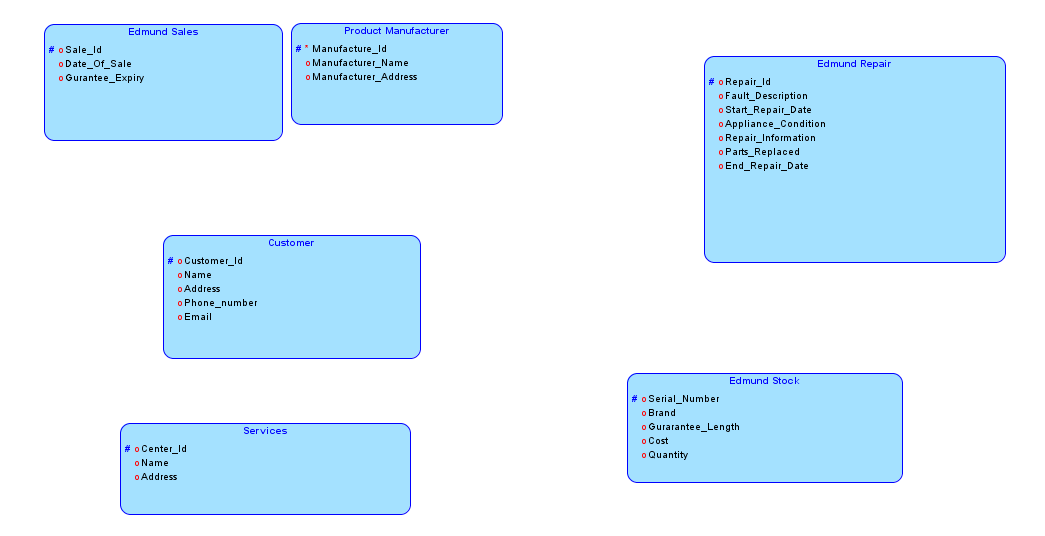 Edmund Sales
# o Sale_Id
o Date_Of_Sale
o Gurantee_Expiry
Product Manufacturer
# * Manufacture_Id
o Manufacturer_Name
o Manufacturer_Address
Edmund Repair
# o Repair_Id
o Fault_Description
o Start_Repair_Date
o Appliance_Condition
o Repair_Information
o Parts_Replaced
o End_Repair_Date
Customer
# o Customer_Id
o Name
o Address
o Phone_number
o Email
Edmund Stock
# o Serial_Number
o Brand
o Gurarantee_Length
o Cost
o Quantity
Services
# o Center_Id
o Name
o Address